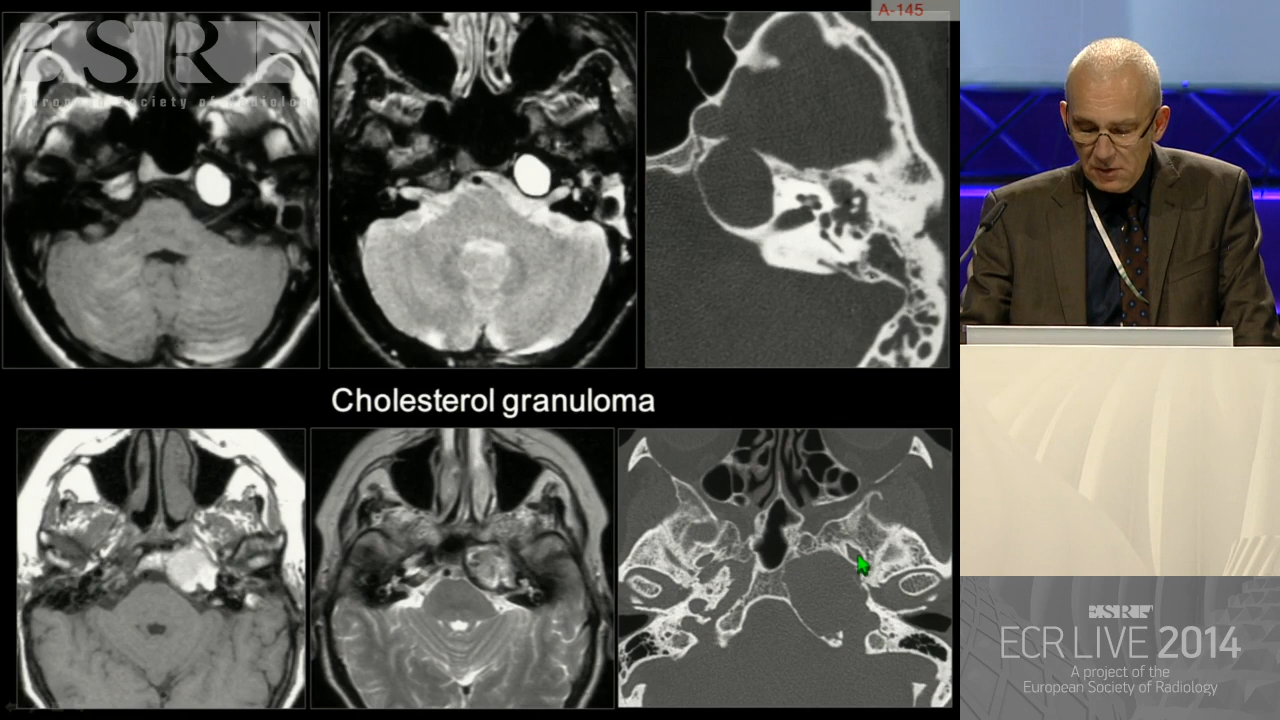 A-145
ESR
European Society of Radiology
Cholesterol granuloma
ESR
ECR LIVE 2014
A project of the
European Society of Radiology